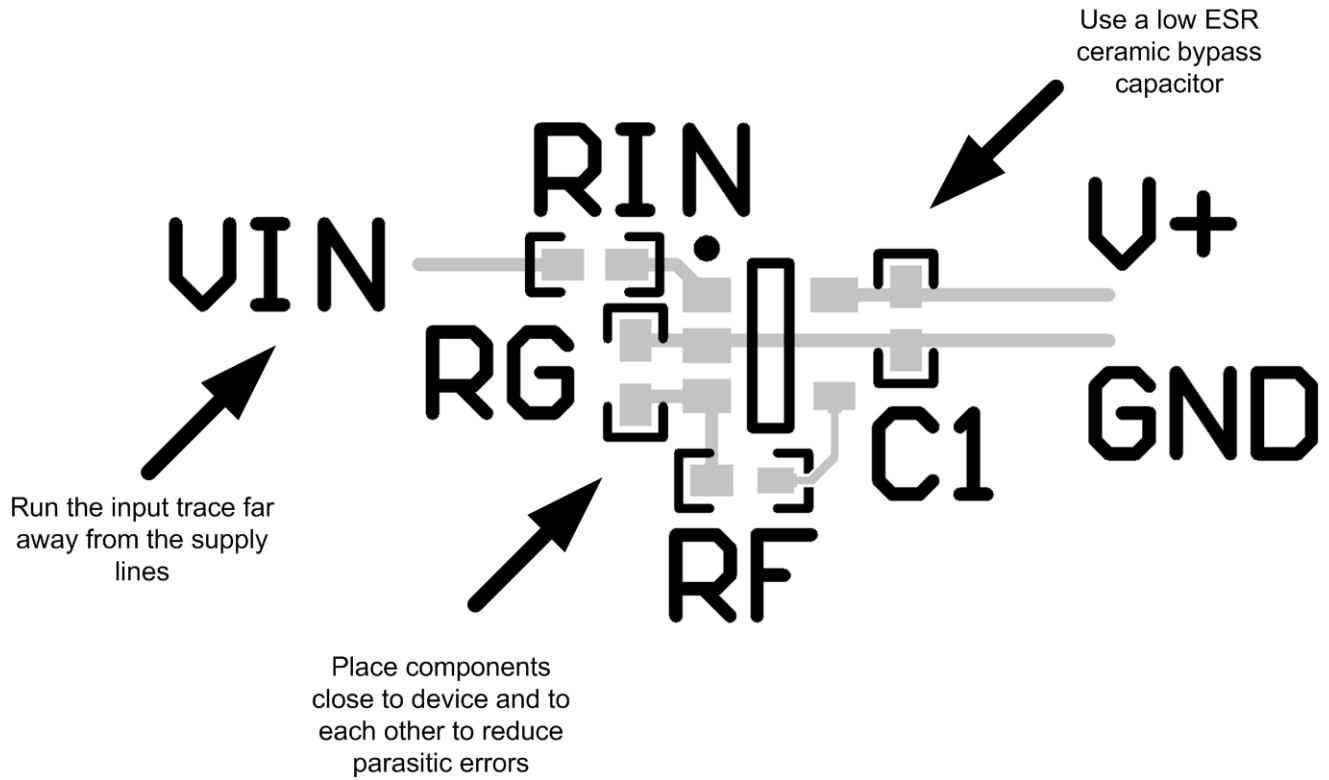 Use a low ESR
ceramic bypass
capacitor
RIN
V+
VIN
RG
GND
C1
RF
Run the input trace far
away from the supply
lines
Place components
close to device and to
each other to reduce
parasitic errors